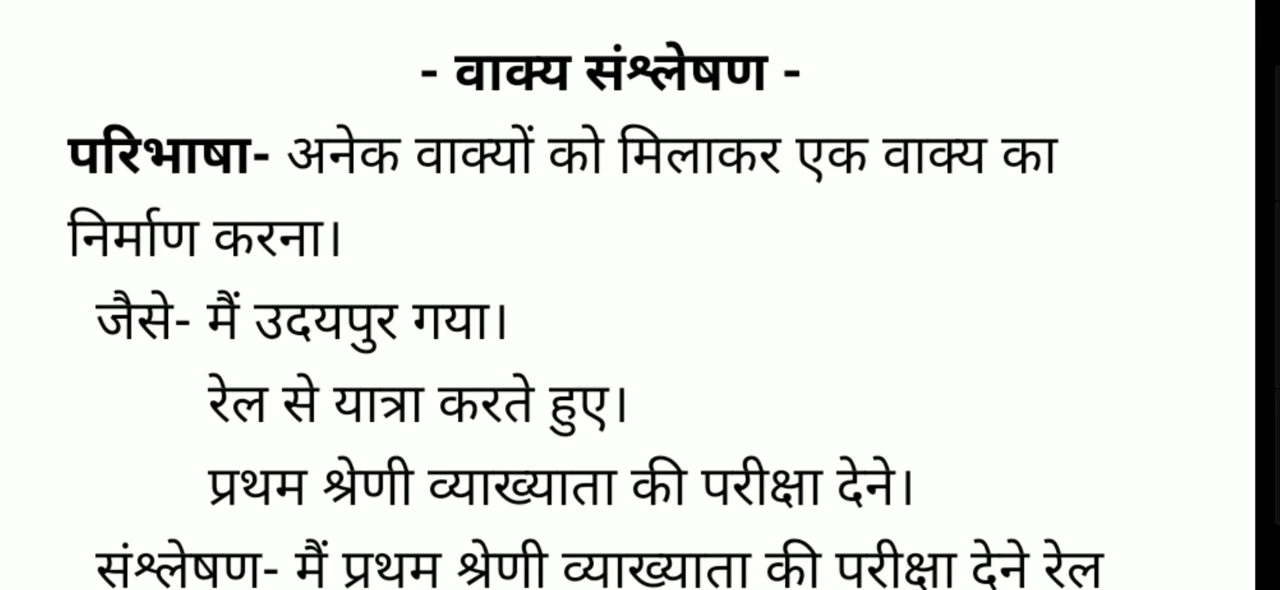 - वाक्य संश्लेषण -
परिभाषा- अनेक वाक्यों को मिलाकर एक वाक्य का
निर्माण करना।
जैसे- मैं उदयपुर गया।
रेल से यात्रा करते हुए।
प्रथम श्रेणी व्याख्याता की परीक्षा देने।
संश्लेषण- मैं प्रथम श्रेणी व्याख्याता की परीक्षा देने रेल